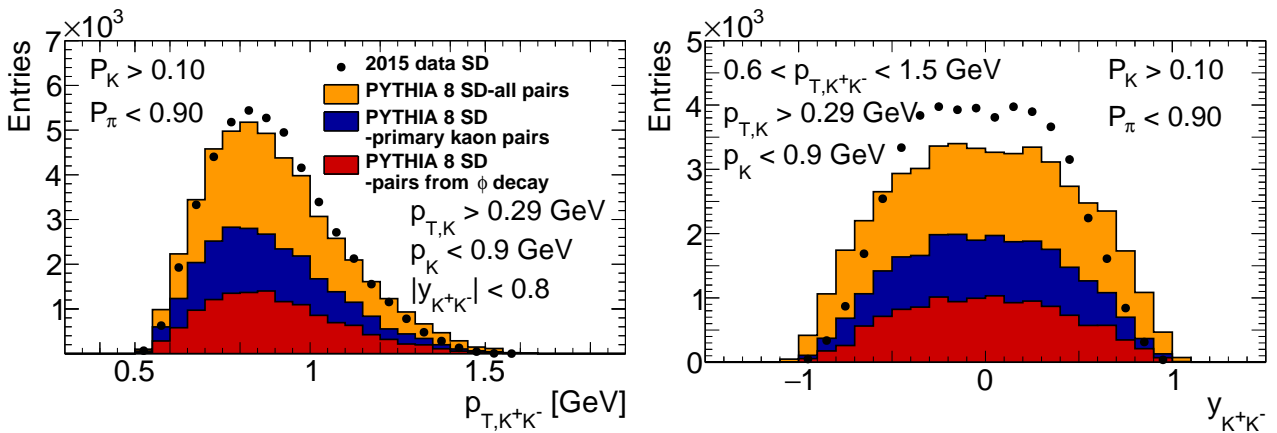 ×10³
Entries
7
6
5
4
3
2
1
0.5
1
1.5
p_T,K⁺K⁻ [GeV]
P_K > 0.10
P_π < 0.90
2015 data SD
PYTHIA 8 SD-all pairs
PYTHIA 8 SD
-primary kaon pairs
PYTHIA 8 SD
-pairs from ϕ decay
p_T,K > 0.29 GeV
p_K < 0.9 GeV
|y_K⁺K⁻| < 0.8
×10³
Entries
5
4
3
2
1
0
−1
0
1
y_K⁺K⁻
0.6 < p_T,K⁺K⁻ < 1.5 GeV
p_T,K > 0.29 GeV
p_K < 0.9 GeV
P_K > 0.10
P_π < 0.90